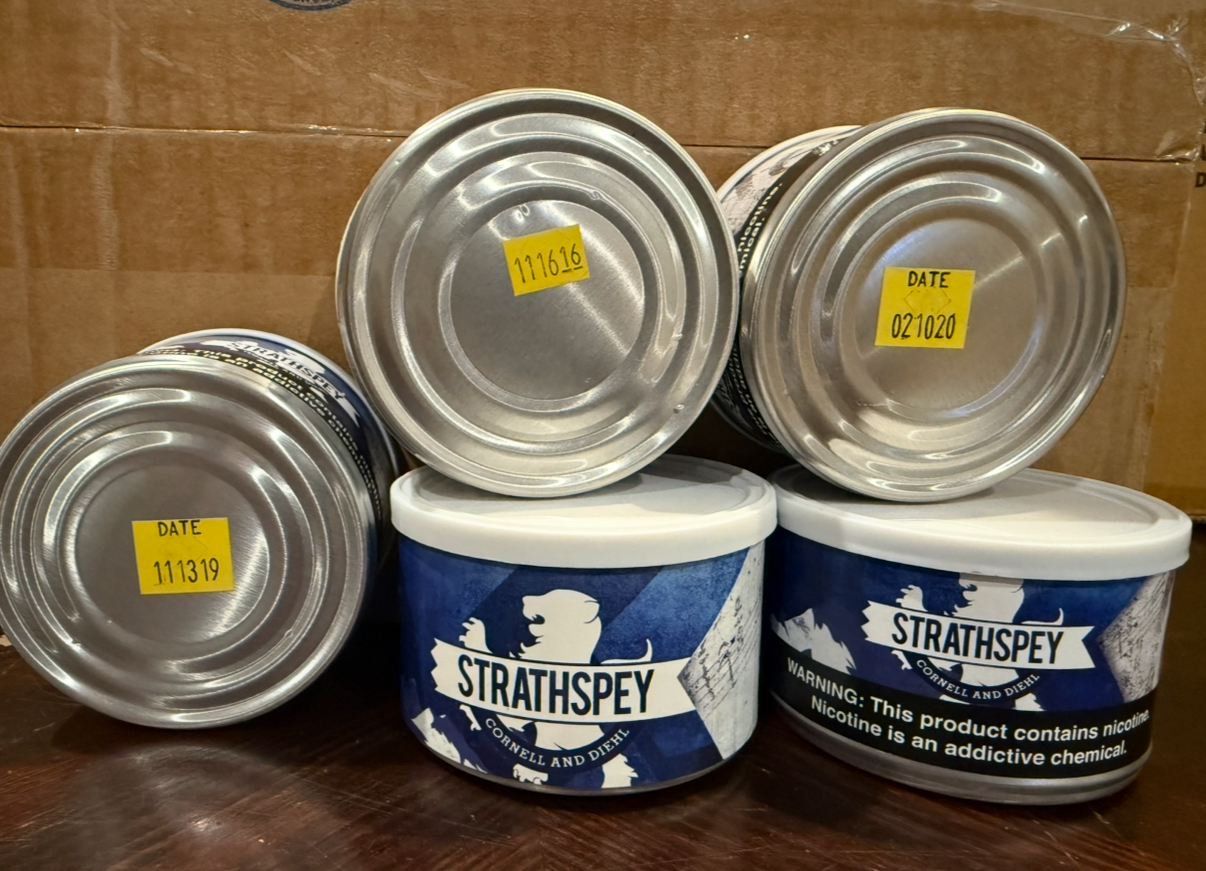 111616
DATE
021020
STRATHSPEY
DATE
111319
STRATHSPEY
CORNELL AND DIEHL
STRATHSPEY
CORNELL AND DIEHL
WARNING: This product contains nicotine.
Nicotine is an addictive chemical.